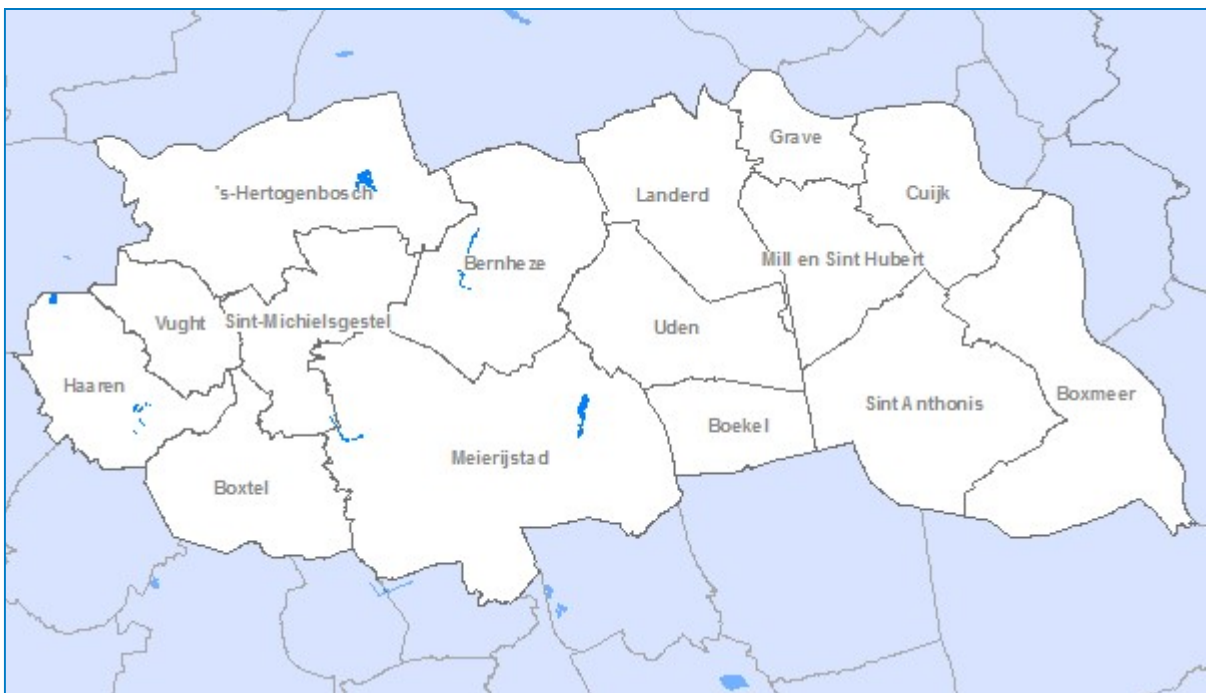 Grave
's-Hertogenbosch
Landerd
Cuijk
Bernheze
Mill en Sint Hubert
Vught
Sint-Michielsgestel
Uden
Haaren
Boxmeer
Sint Anthonis
Boekel
Meierijstad
Boxtel